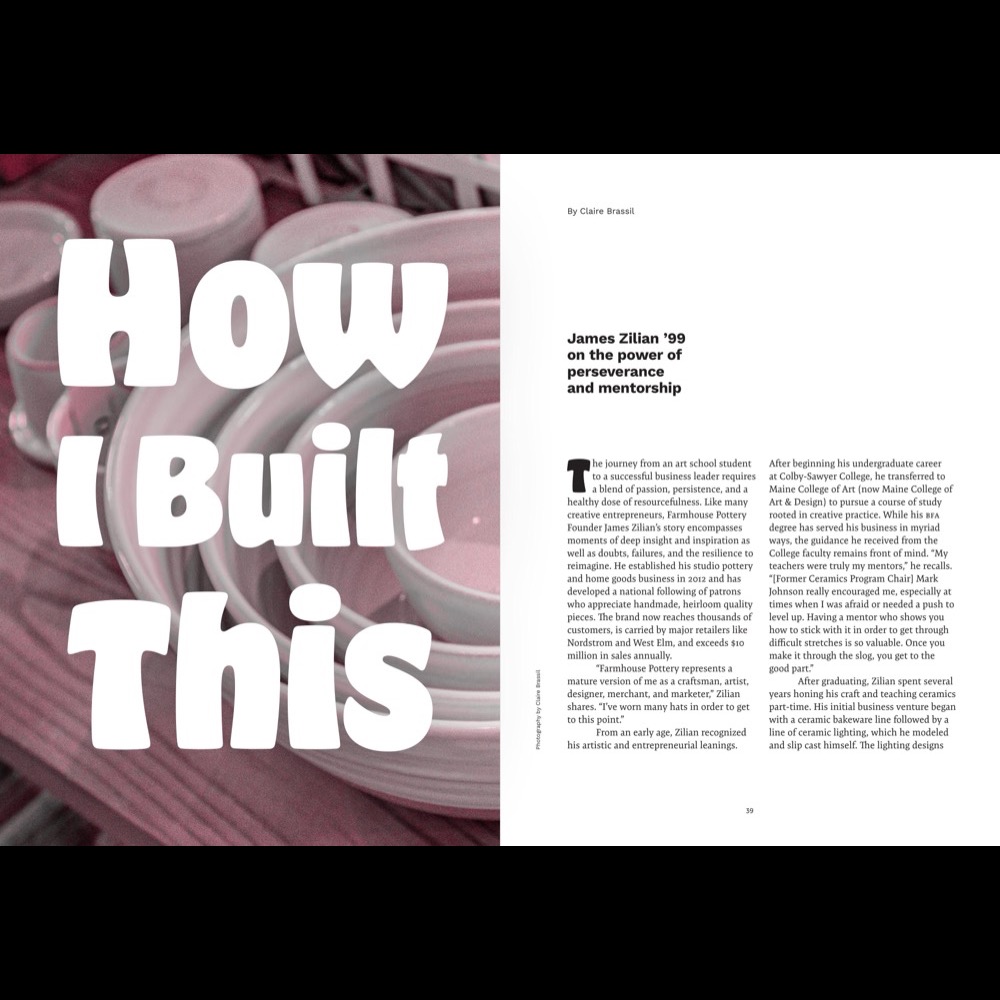 How
I Built
This
By Claire Brassil
James Zilian ’99
on the power of
perseverance
and mentorship
The journey from an art school student
to a successful business leader requires
a blend of passion, persistence, and a
healthy dose of resourcefulness. Like many
creative entrepreneurs, Farmhouse Pottery
Founder James Zilian’s story encompasses
moments of deep insight and inspiration as
well as doubts, failures, and the resilience to
reimagine. He established his studio pottery
and home goods business in 2012 and has
developed a national following of patrons
who appreciate handmade, heirloom quality
pieces. The brand now reaches thousands of
customers, is carried by major retailers like
Nordstrom and West Elm, and exceeds $10
million in sales annually.
“Farmhouse Pottery represents a
mature version of me as a craftsman, artist,
designer, merchant, and marketer,” Zilian
shares. “I’ve worn many hats in order to get
to this point.”
From an early age, Zilian recognized
his artistic and entrepreneurial leanings.
After beginning his undergraduate career
at Colby-Sawyer College, he transferred to
Maine College of Art (now Maine College of
Art & Design) to pursue a course of study
rooted in creative practice. While his BFA
degree has served his business in myriad
ways, the guidance he received from the
College faculty remains front of mind. “My
teachers were truly my mentors,” he recalls.
“[Former Ceramics Program Chair] Mark
Johnson really encouraged me, especially at
times when I was afraid or needed a push to
level up. Having a mentor who shows you
how to stick with it in order to get through
difficult stretches is so valuable. Once you
make it through the slog, you get to the
good part.”
After graduating, Zilian spent several
years honing his craft and teaching ceramics
part-time. His initial business venture began
with a ceramic bakeware line followed by a
line of ceramic lighting, which he modeled
and slip cast himself. The lighting designs
Photography by Claire Brassil
39